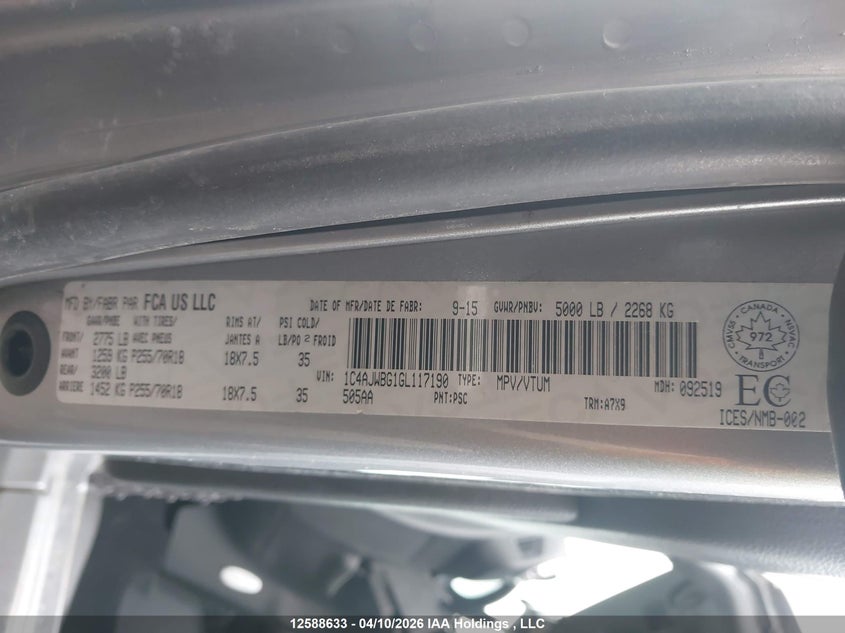 MFD BY/FABR PAR FCA US LLC
DATE OF MFR/DATE DE FABR: 9-15 GVWR/PNBV: 5000 LB / 2268 KG
GAWR/PNBE WITH TIRES/ RIMS AT/ PSI COLD/
FRONT/ 2775 LB AVEC PNEUS JANTES A LB/PO 2 FROID
AVANT 1259 KG P255/70R18 18X7.5 35
REAR/ 3200 LB
ARRIERE 1452 KG P255/70R18 18X7.5 35
VIN: 1C4AJWBG1GL117190 TYPE: MPV/VTUM MDH: 092519
505AA PNT:PSC TRM:A7X9
CANADA
CMVSS NSVAC
972
TRANSPORT
EC
ICES/NMB-002
12588633 - 04/10/2026 IAA Holdings , LLC